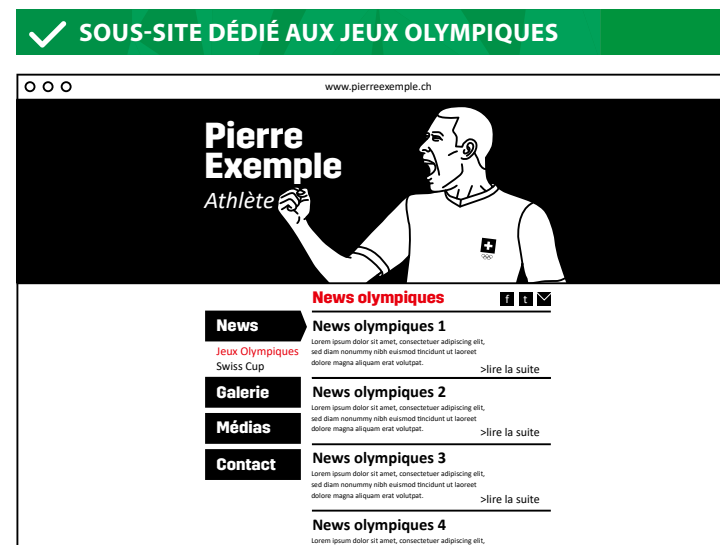 SOUS-SITE DÉDIÉ AUX JEUX OLYMPIQUES
www.pierreexemple.ch
Pierre
Exemple
Athlète
News olympiques
f t
News
Jeux Olympiques
Swiss Cup
Galerie
Médias
Contact
News olympiques 1
Lorem ipsum dolor sit amet, consectetuer adipiscing elit,
sed diam nonummy nibh euismod tincidunt ut laoreet
dolore magna aliquam erat volutpat.
>lire la suite
News olympiques 2
Lorem ipsum dolor sit amet, consectetuer adipiscing elit,
sed diam nonummy nibh euismod tincidunt ut laoreet
dolore magna aliquam erat volutpat.
>lire la suite
News olympiques 3
Lorem ipsum dolor sit amet, consectetuer adipiscing elit,
sed diam nonummy nibh euismod tincidunt ut laoreet
dolore magna aliquam erat volutpat.
>lire la suite
News olympiques 4
Lorem ipsum dolor sit amet, consectetuer adipiscing elit,